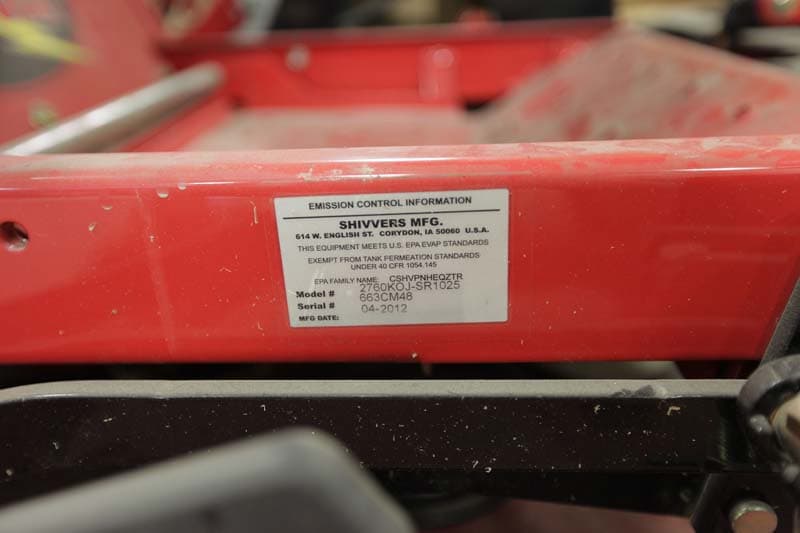 EMISSION CONTROL INFORMATION
SHIVVERS MFG.
614 W. ENGLISH ST. CORYDON, IA 50060 U.S.A.
THIS EQUIPMENT MEETS U.S. EPA EVAP STANDARDS
EXEMPT FROM TANK PERMEATION STANDARDS
UNDER 40 CFR 1054.145
EPA FAMILY NAME: CSHVPNHEQZTR
Model # 2760KOJ-SR1025
Serial # 663CM48
MFG DATE: 04-2012